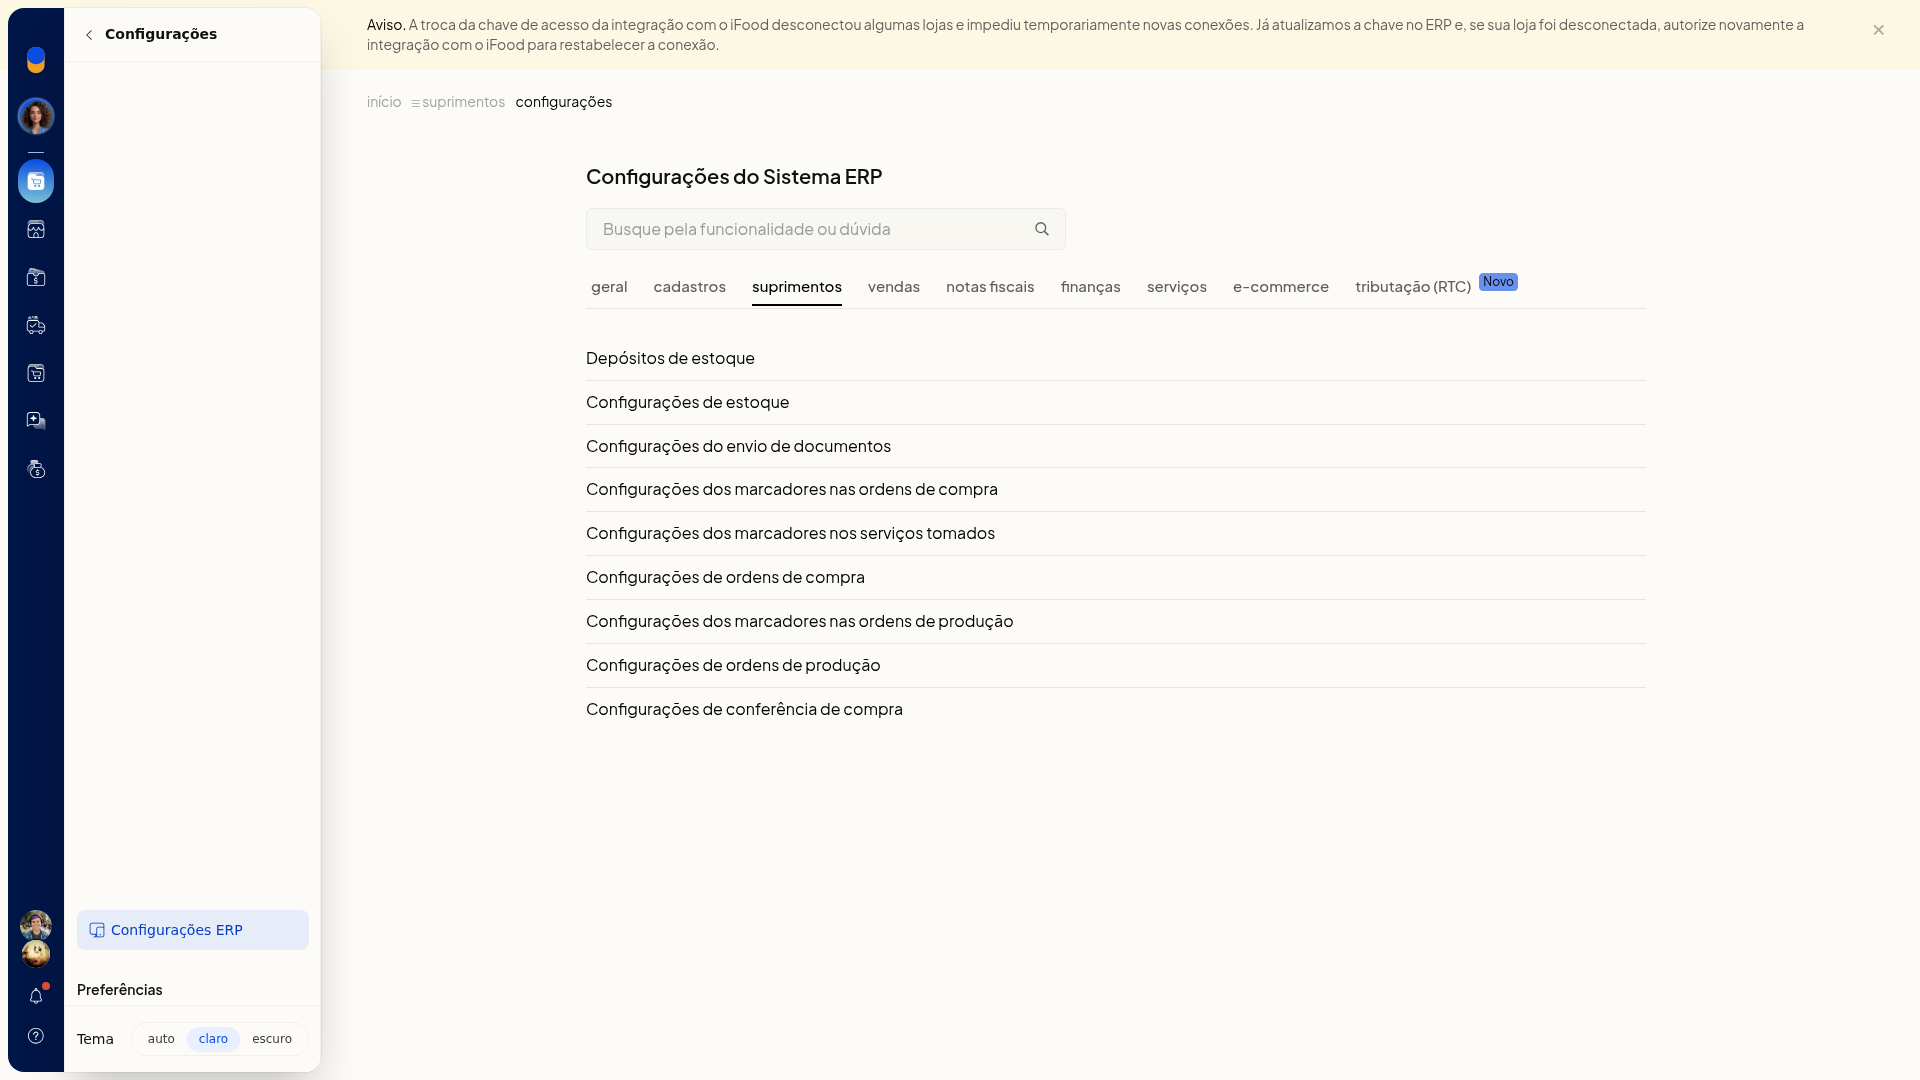 Configurações
Aviso. A troca da chave de acesso da integração com o iFood desconectou algumas lojas e impediu temporariamente novas conexões. Já atualizamos a chave no ERP e, se sua loja foi desconectada, autorize novamente a
integração com o iFood para restabelecer a conexão.
início suprimentos configurações
Configurações do Sistema ERP
Busque pela funcionalidade ou dúvida
geral cadastros suprimentos vendas notas fiscais finanças serviços e-commerce tributação (RTC) Novo
Depósitos de estoque
Configurações de estoque
Configurações do envio de documentos
Configurações dos marcadores nas ordens de compra
Configurações dos marcadores nos serviços tomados
Configurações de ordens de compra
Configurações dos marcadores nas ordens de produção
Configurações de ordens de produção
Configurações de conferência de compra
Configurações ERP
Preferências
Tema auto claro escuro